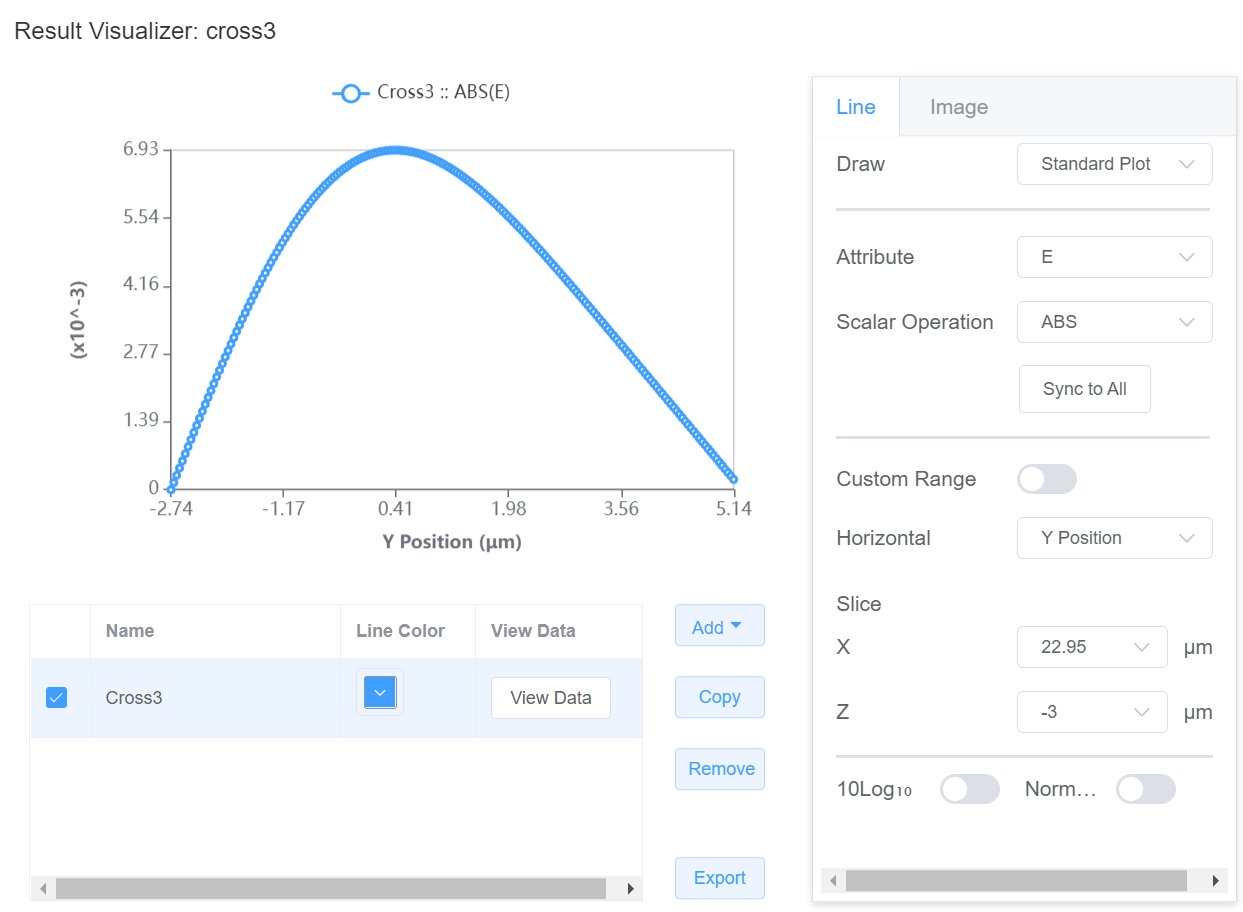 Result Visualizer: cross3
Cross3 :: ABS(E)
6.93
5.54
4.16
2.77
1.39
0
(x10^-3)
-2.74 -1.17 0.41 1.98 3.56 5.14
Y Position (μm)
Name Line Color View Data
Cross3 View Data
Add
Copy
Remove
Export
Line Image
Draw Standard Plot
Attribute E
Scalar Operation ABS
Sync to All
Custom Range
Horizontal Y Position
Slice
X 22.95 μm
Z -3 μm
10Log₁₀ Norm…